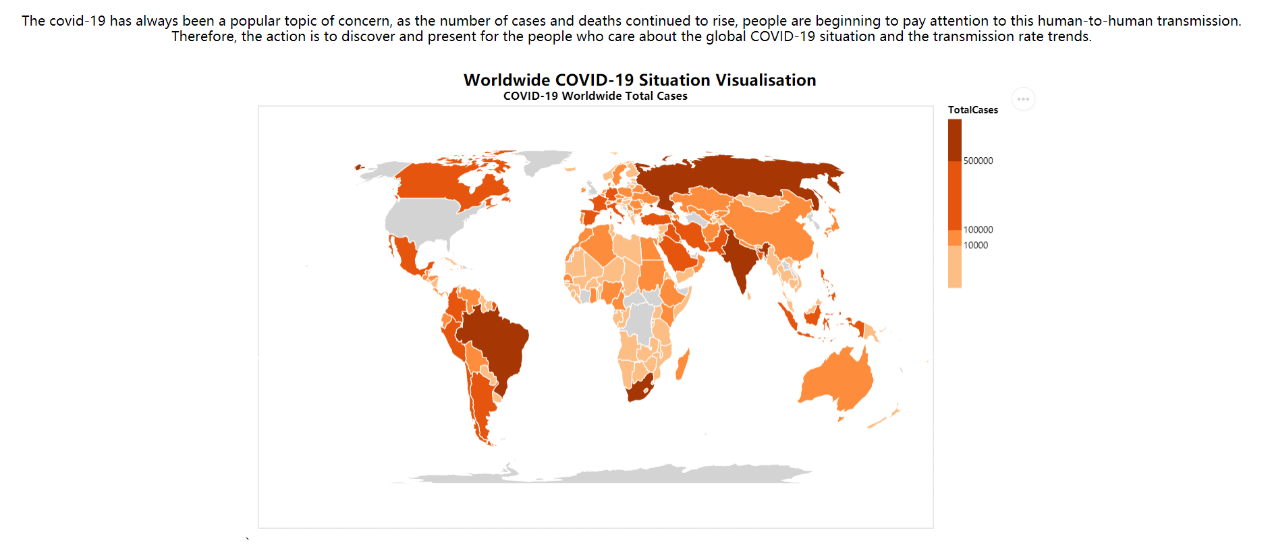 The covid-19 has always been a popular topic of concern, as the number of cases and deaths continued to rise, people are beginning to pay attention to this human-to-human transmission.
Therefore, the action is to discover and present for the people who care about the global COVID-19 situation and the transmission rate trends.
Worldwide COVID-19 Situation Visualisation
COVID-19 Worldwide Total Cases
TotalCases
500000
100000
10000
`